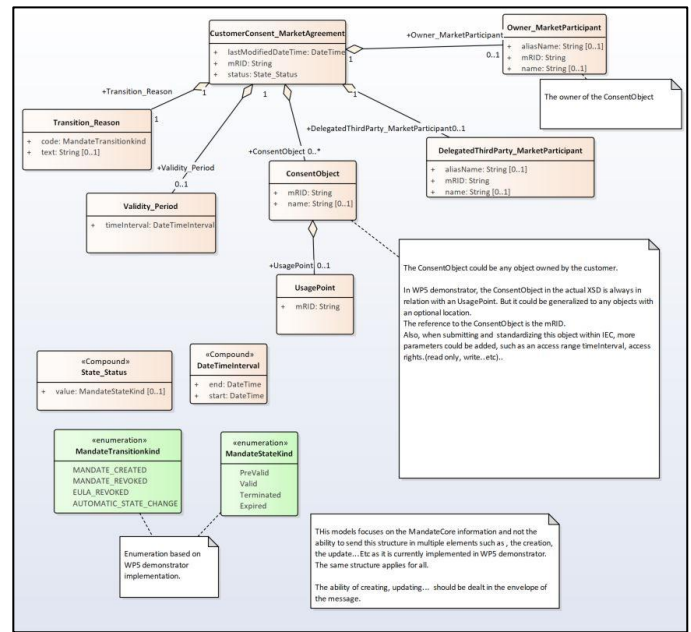 CustomerConsent_MarketAgreement
+ lastModifiedDateTime: DateTime
+ mRID: String
+ status: State_Status
+Owner_MarketParticipant
1
0..1
Owner_MarketParticipant
+ aliasName: String [0..1]
+ mRID: String
+ name: String [0..1]
The owner of the ConsentObject
+Transition_Reason
1
1
1
1
1
Transition_Reason
+ code: MandateTransitionkind
+ text: String [0..1]
+Validity_Period
0..1
Validity_Period
+ timeInterval: DateTimeInterval
+DelegatedThirdParty_MarketParticipant 0..1
DelegatedThirdParty_MarketParticipant
+ aliasName: String [0..1]
+ mRID: String
+ name: String [0..1]
+ConsentObject 0..*
ConsentObject
+ mRID: String
+ name: String [0..1]
+UsagePoint 0..1
UsagePoint
+ mRID: String
The ConsentObject could be any object owned by the customer.
In WP5 demonstrator, the ConsentObject in the actual XSD is always in
relation with an UsagePoint. But it could be generalized to any objects with
an optional location.
The reference to the ConsentObject is the mRID.
Also, when submitting and standardizing this object within IEC, more
parameters could be added, such as an access range timeInterval, access
rights.(read only, write..etc)..
«Compound»
State_Status
+ value: MandateStateKind [0..1]
«Compound»
DateTimeInterval
+ end: DateTime
+ start: DateTime
«enumeration»
MandateTransitionkind
MANDATE_CREATED
MANDATE_REVOKED
EULA_REVOKED
AUTOMATIC_STATE_CHANGE
«enumeration»
MandateStateKind
PreValid
Valid
Terminated
Expired
Enumeration based on
WP5 demonstrator
implementation.
THis models focuses on the MandateCore information and not the
ability to send this structure in multiple elements such as , the creation,
the update...Etc as it is currently implemented in WP5 demonstrator.
The same structure applies for all.
The ability of creating, updating... should be dealt in the envelope of
the message.